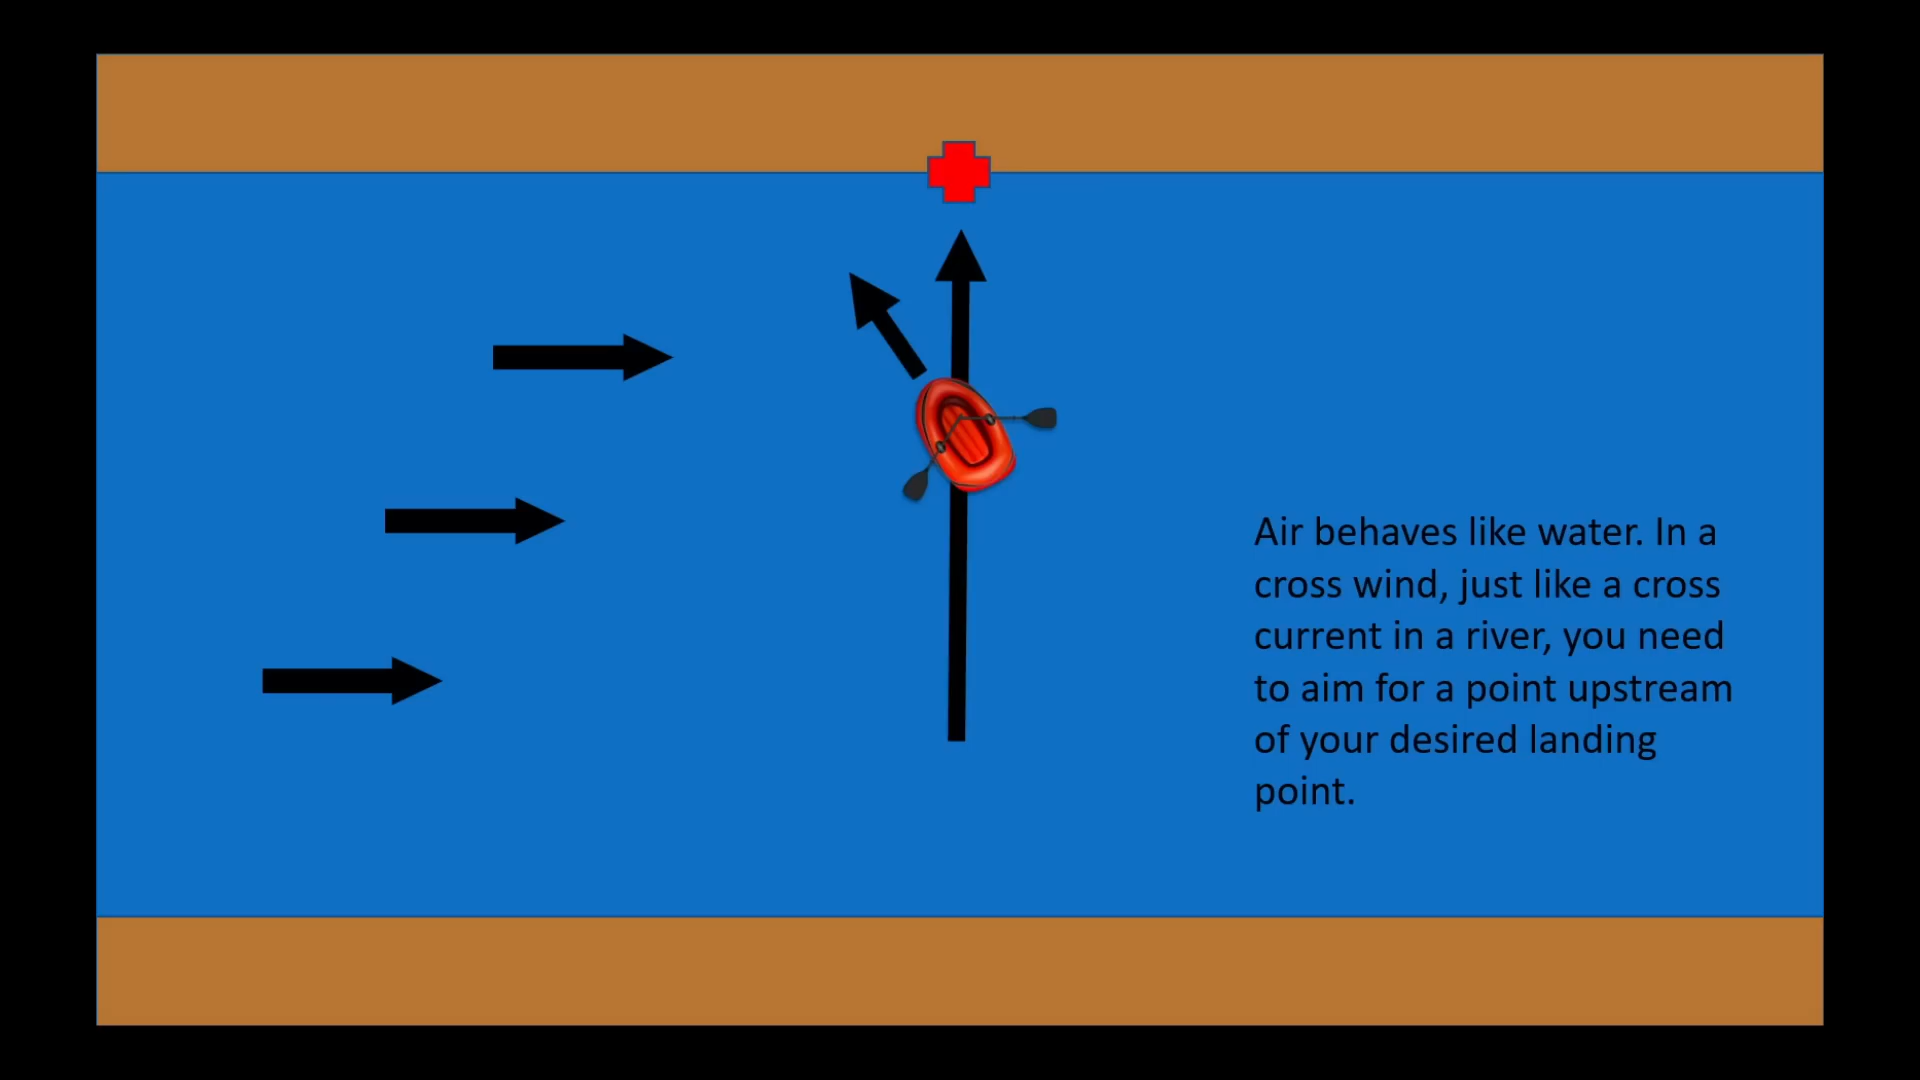 Air behaves like water. In a
cross wind, just like a cross
current in a river, you need
to aim for a point upstream
of your desired landing
point.